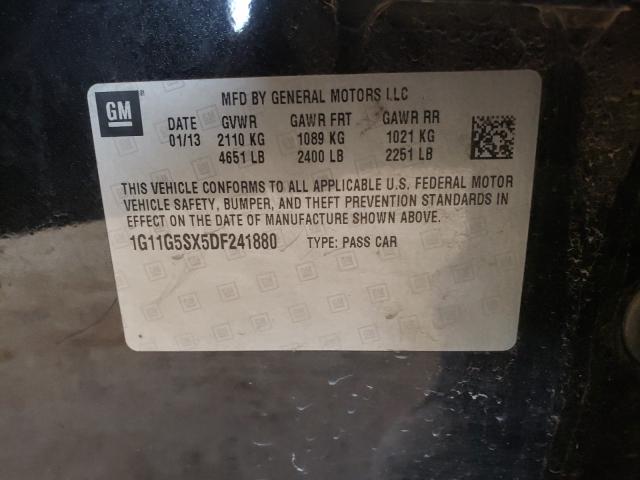 GM
MFD BY GENERAL MOTORS LLC
DATE GVWR GAWR FRT GAWR RR
01/13 2110 KG 1089 KG 1021 KG
4651 LB 2400 LB 2251 LB
THIS VEHICLE CONFORMS TO ALL APPLICABLE U.S. FEDERAL MOTOR
VEHICLE SAFETY, BUMPER, AND THEFT PREVENTION STANDARDS IN
EFFECT ON THE DATE OF MANUFACTURE SHOWN ABOVE.
1G11G5SX5DF241880 TYPE: PASS CAR